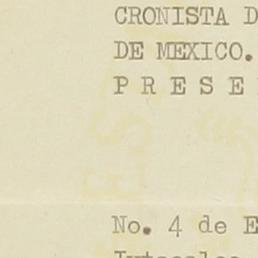 CRONISTA D
DE MEXICO.
P R E S E
No. 4 de E